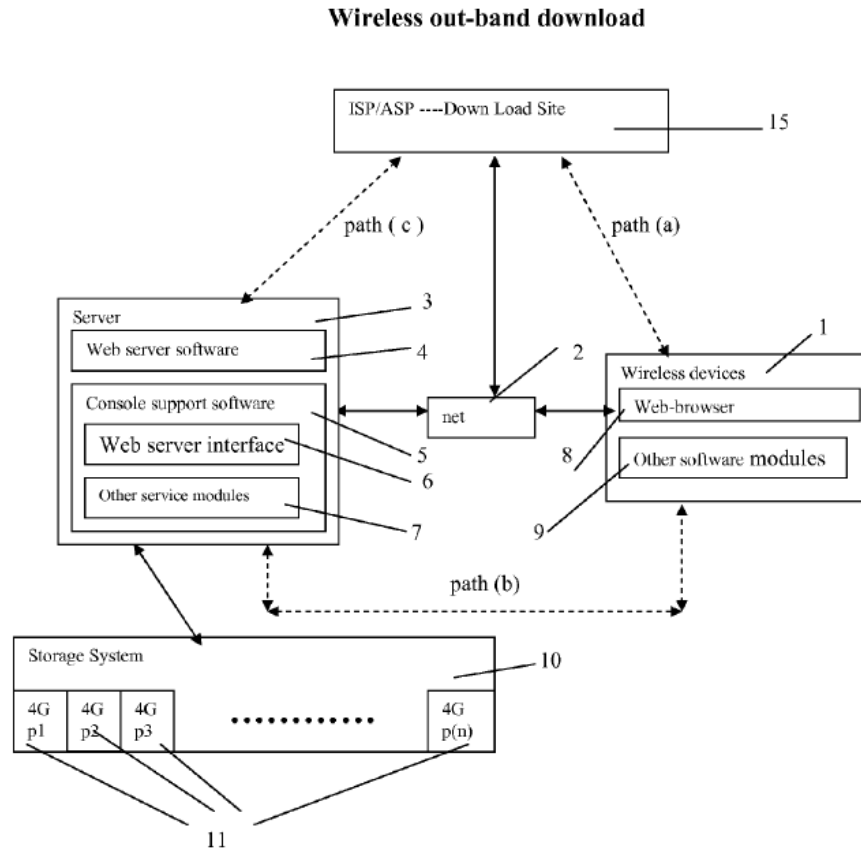 Wireless out-band download
ISP/ASP ----Down Load Site
15
path ( c )
path (a)
3
Server
Web server software
4
Console support software
5
Web server interface
6
Other service modules
7
2
net
1
Wireless devices
Web-browser
8
Other software modules
9
path (b)
Storage System
10
4G
p1
4G
p2
4G
p3
4G
p(n)
11